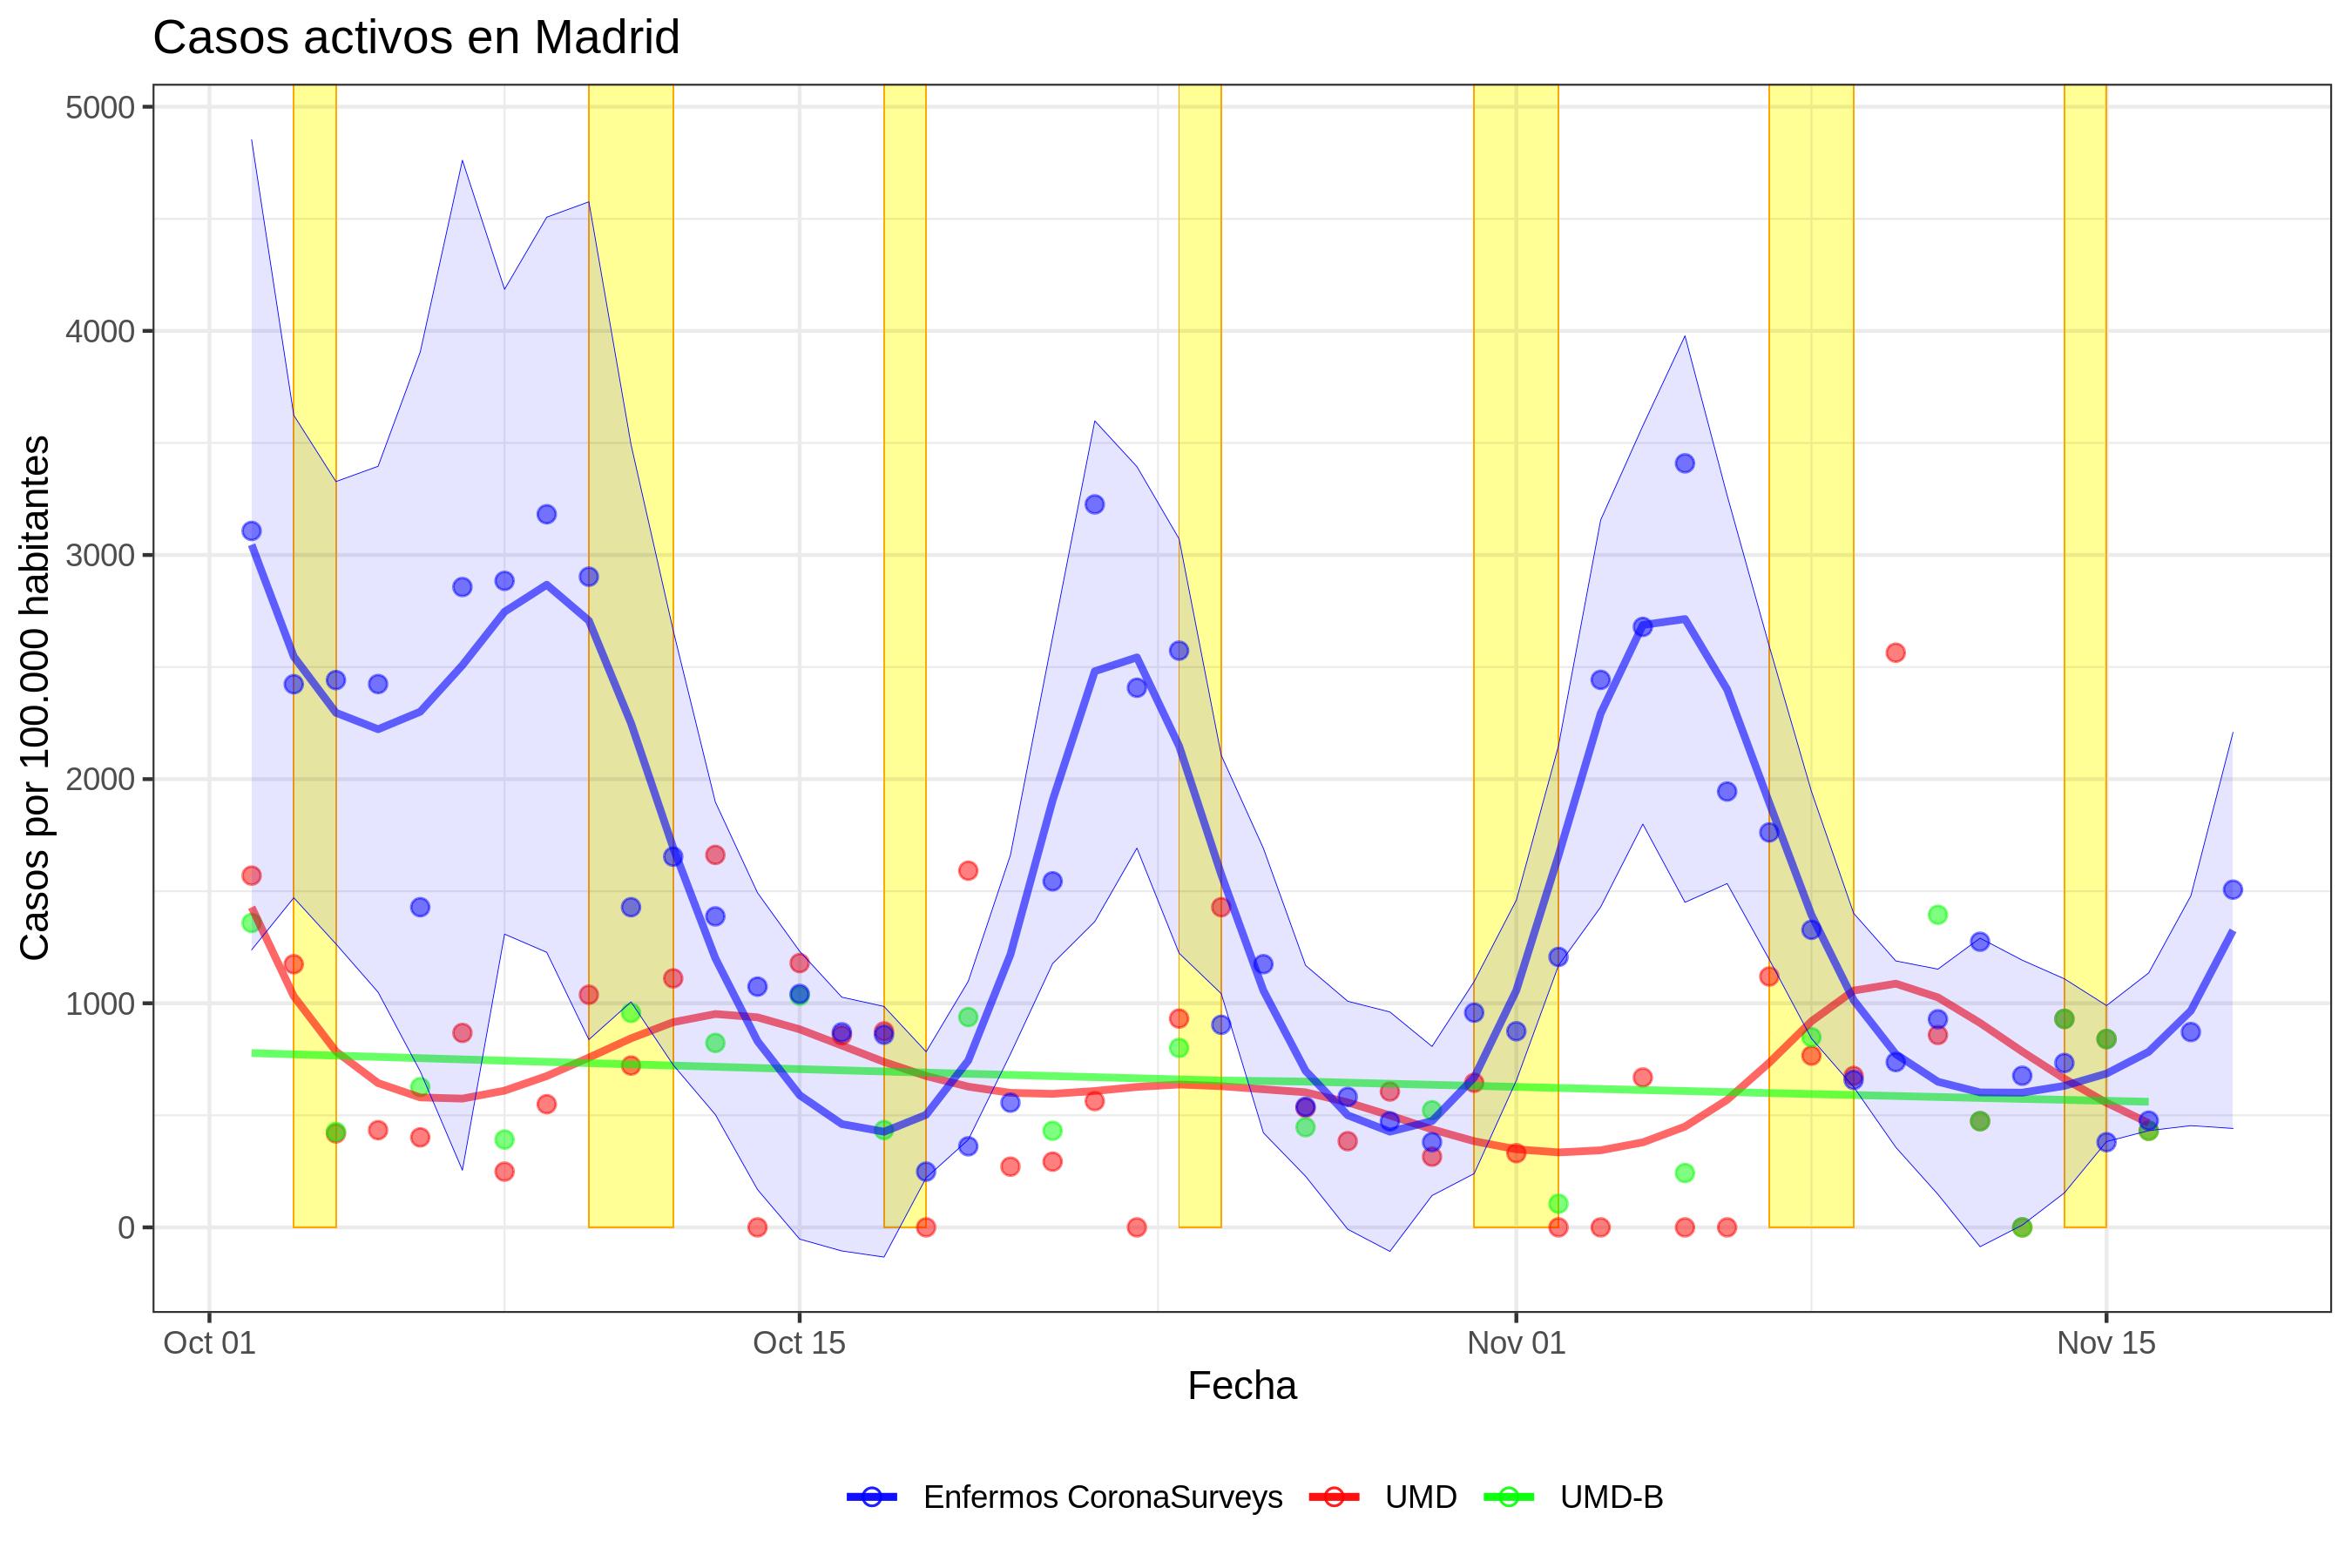 Casos activos en Madrid
Casos por 100.000 habitantes
5000
4000
3000
2000
1000
0
Oct 01 Oct 15 Nov 01 Nov 15
Fecha
Enfermos CoronaSurveys UMD UMD-B